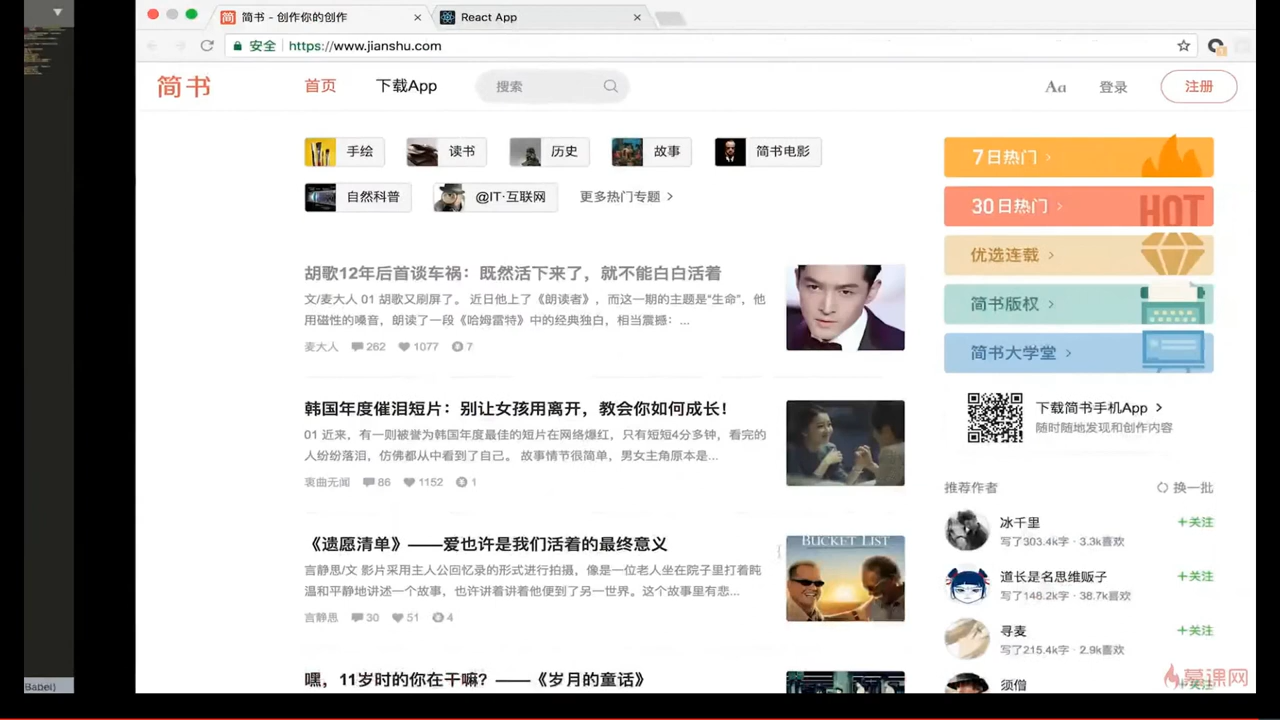 简书 - 创作你的创作
React App
安全 https://www.jianshu.com
简书 首页 下载App 搜索 Aa 登录 注册
手绘 读书 历史 故事 简书电影
自然科普 @IT·互联网 更多热门专题 >
7日热门 >
30日热门 >
HOT
优选连载 >
简书版权 >
简书大学堂 >
胡歌12年后首谈车祸：既然活下来了，就不能白白活着
文/麦大人 01 胡歌又刷屏了。 近日他上了《朗读者》，而这一期的主题是“生命”，他
用磁性的嗓音，朗读了一段《哈姆雷特》中的经典独白，相当震撼：...
麦大人 262 1077 7
韩国年度催泪短片：别让女孩用离开，教会你如何成长！
01 近来，有一则被誉为韩国年度最佳的短片在网络爆红，只有短短4分多钟，看完的
人纷纷落泪，仿佛都从中看到了自己。 故事情节很简单，男女主角原本是...
衷曲无闻 86 1152 1
《遗愿清单》——爱也许是我们活着的最终意义
言静思/文 影片采用主人公回忆录的形式进行拍摄，像是一位老人坐在院子里打着盹
温和平静地讲述一个故事，也许讲着讲着他便到了另一世界。这个故事里有悲...
言静思 30 51 4
BUCKET LIST
嘿，11岁时的你在干嘛？——《岁月的童话》
下载简书手机App >
随时随地发现和创作内容
推荐作者 换一批
冰千里 +关注
写了303.4k字 · 3.3k喜欢
道长是名思维贩子 +关注
写了146.2k字 · 38.7k喜欢
寻麦 +关注
写了215.4k字 · 2.9k喜欢
须僧 +关注
慕课网
Babel)